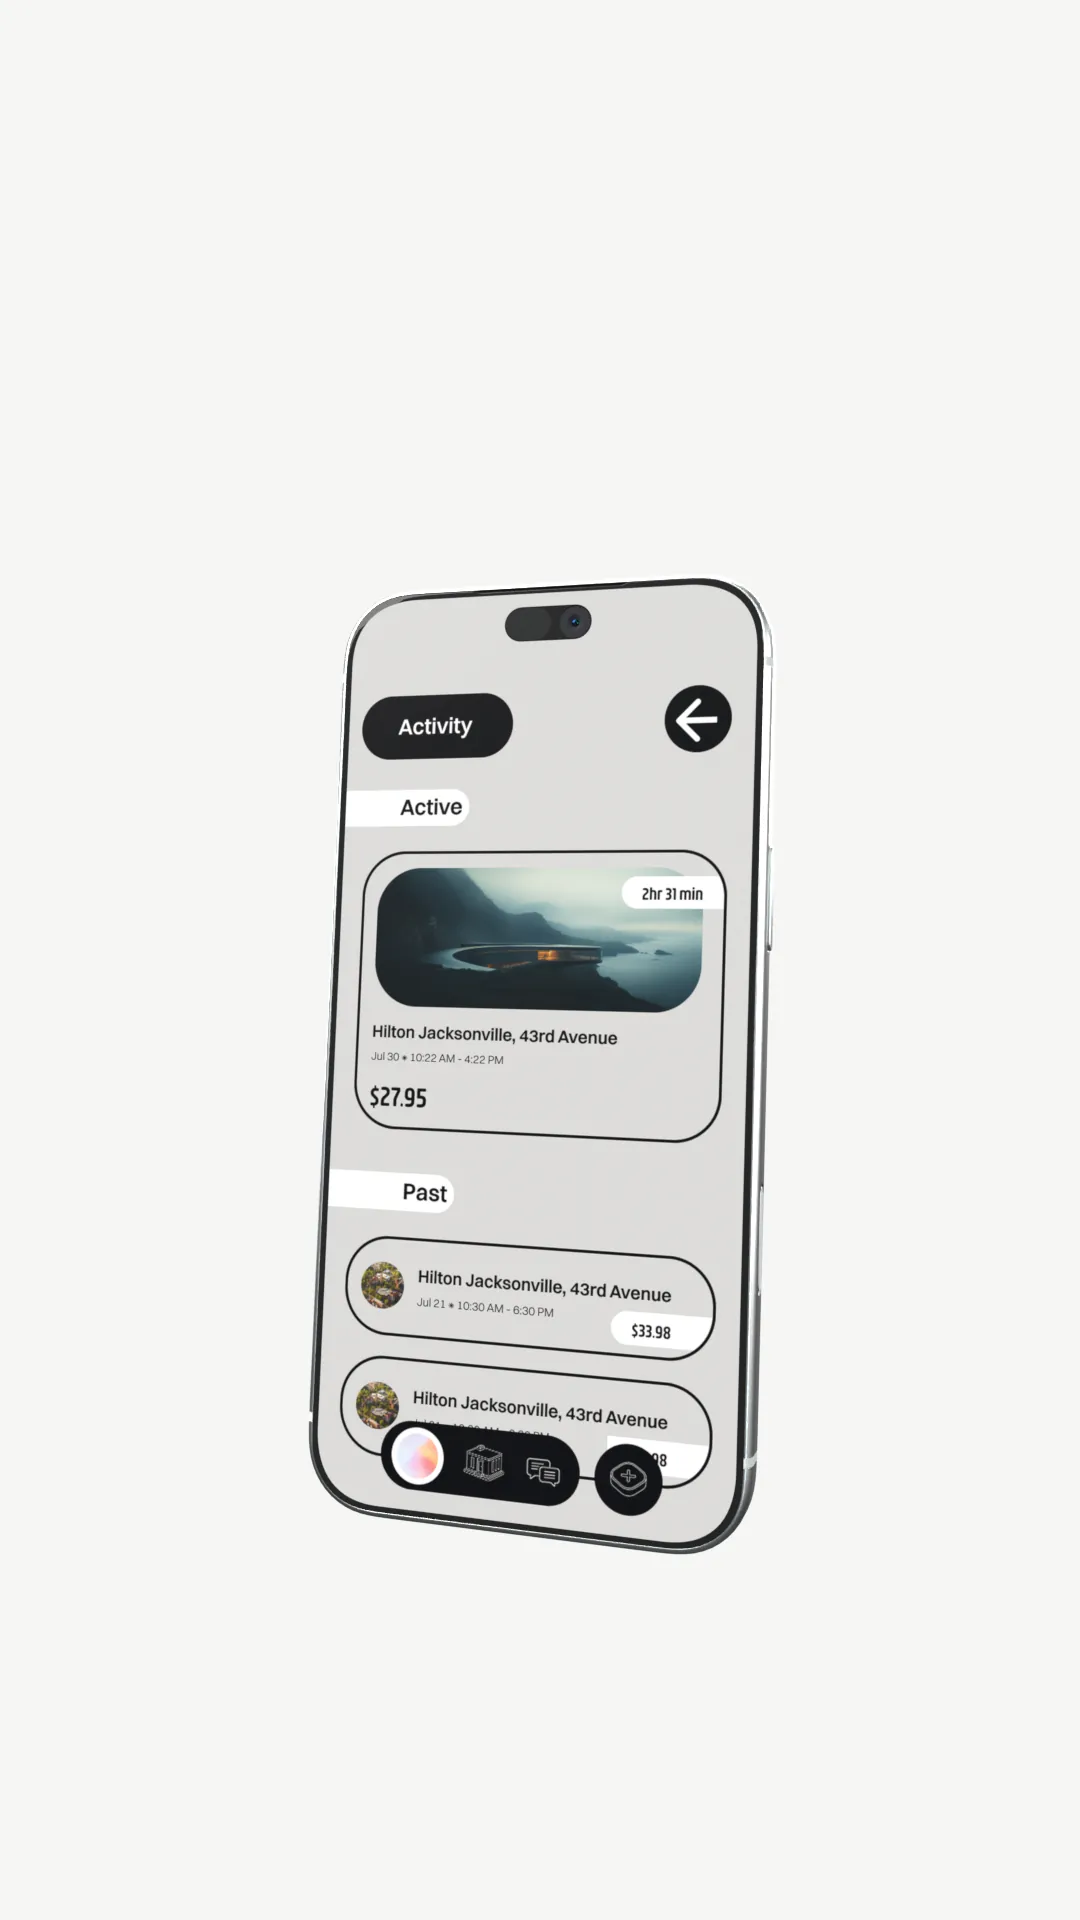 Activity
Active
2hr 31 min
Hilton Jacksonville, 43rd Avenue
Jul 30 • 10:22 AM - 4:22 PM
$27.95
Past
Hilton Jacksonville, 43rd Avenue
Jul 21 • 10:30 AM - 6:30 PM
$33.98
Hilton Jacksonville, 43rd Avenue
98